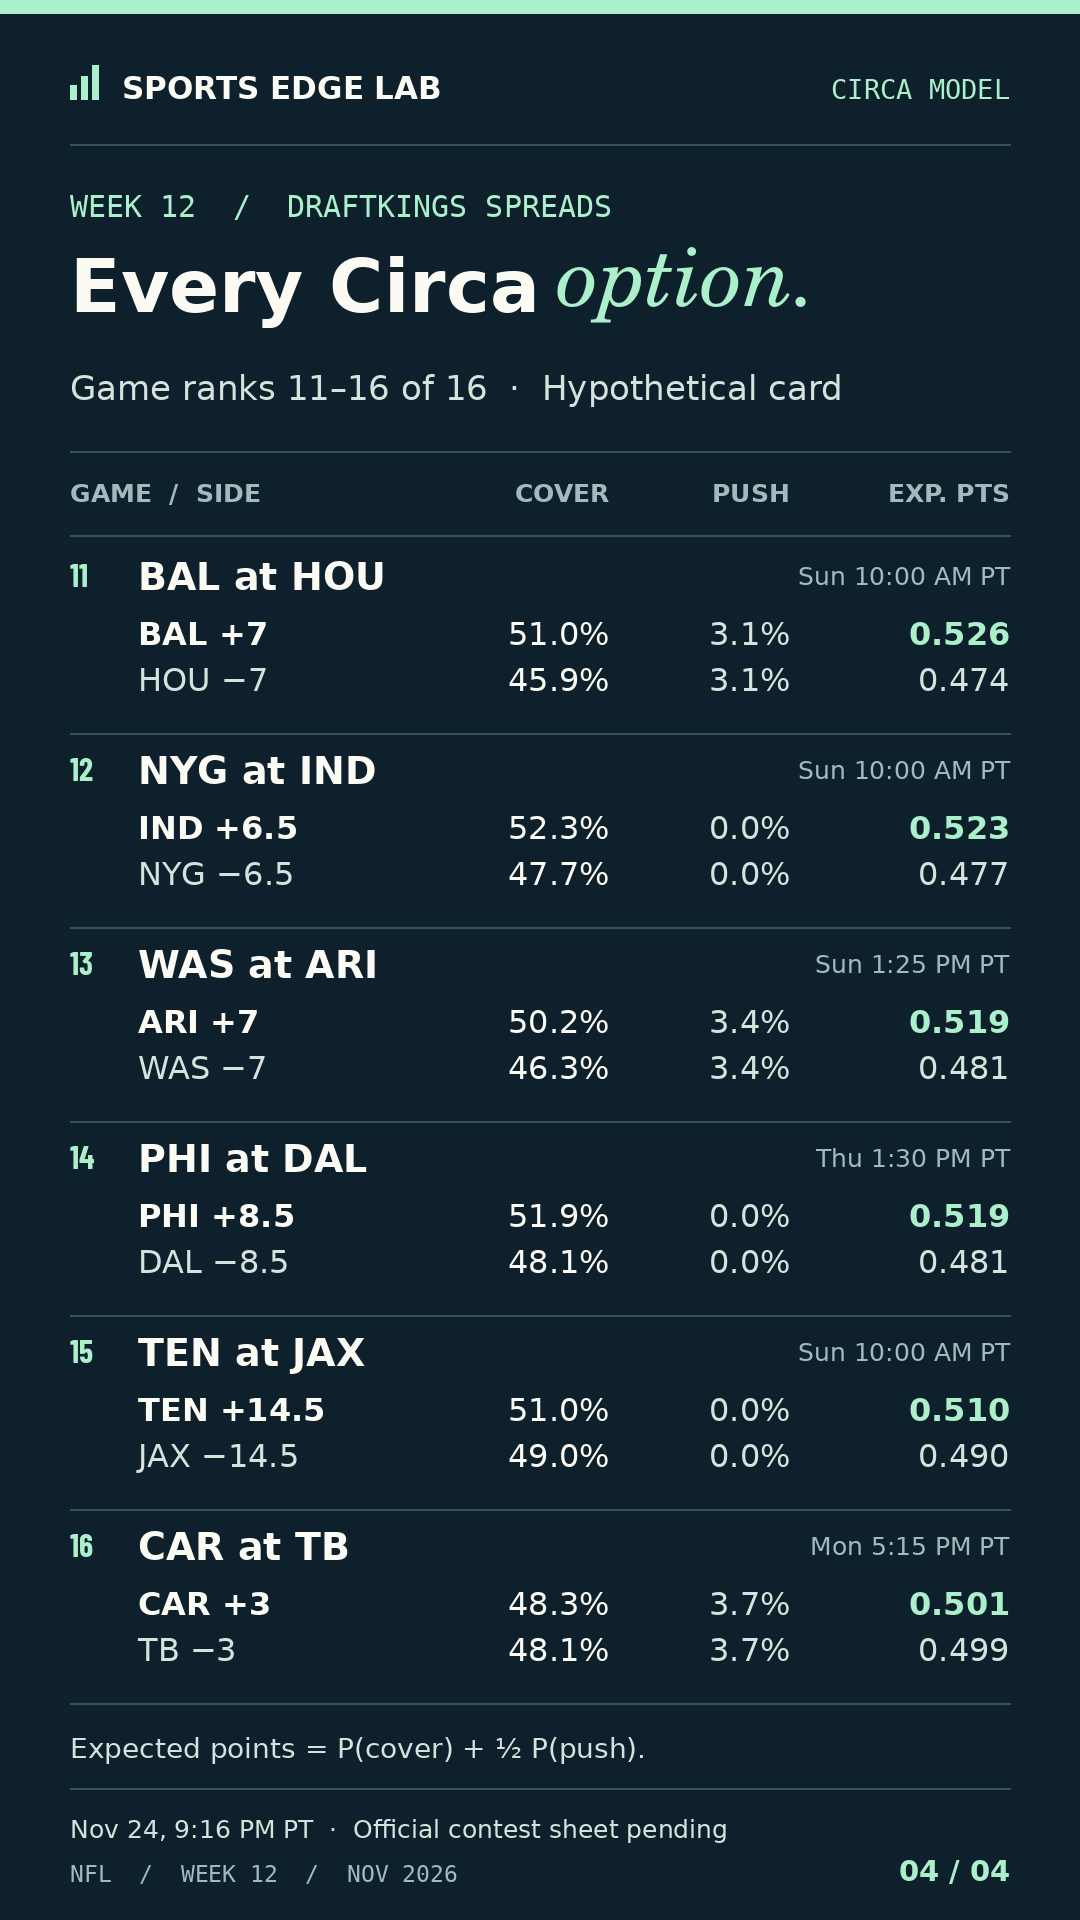 SPORTS EDGE LAB CIRCA MODEL
WEEK 12 / DRAFTKINGS SPREADS
Every Circa option.
Game ranks 11–16 of 16 · Hypothetical card
GAME / SIDE COVER PUSH EXP. PTS
11 BAL at HOU Sun 10:00 AM PT
BAL +7 51.0% 3.1% 0.526
HOU −7 45.9% 3.1% 0.474
12 NYG at IND Sun 10:00 AM PT
IND +6.5 52.3% 0.0% 0.523
NYG −6.5 47.7% 0.0% 0.477
13 WAS at ARI Sun 1:25 PM PT
ARI +7 50.2% 3.4% 0.519
WAS −7 46.3% 3.4% 0.481
14 PHI at DAL Thu 1:30 PM PT
PHI +8.5 51.9% 0.0% 0.519
DAL −8.5 48.1% 0.0% 0.481
15 TEN at JAX Sun 10:00 AM PT
TEN +14.5 51.0% 0.0% 0.510
JAX −14.5 49.0% 0.0% 0.490
16 CAR at TB Mon 5:15 PM PT
CAR +3 48.3% 3.7% 0.501
TB −3 48.1% 3.7% 0.499
Expected points = P(cover) + ½ P(push).
Nov 24, 9:16 PM PT · Official contest sheet pending
NFL / WEEK 12 / NOV 2026 04 / 04